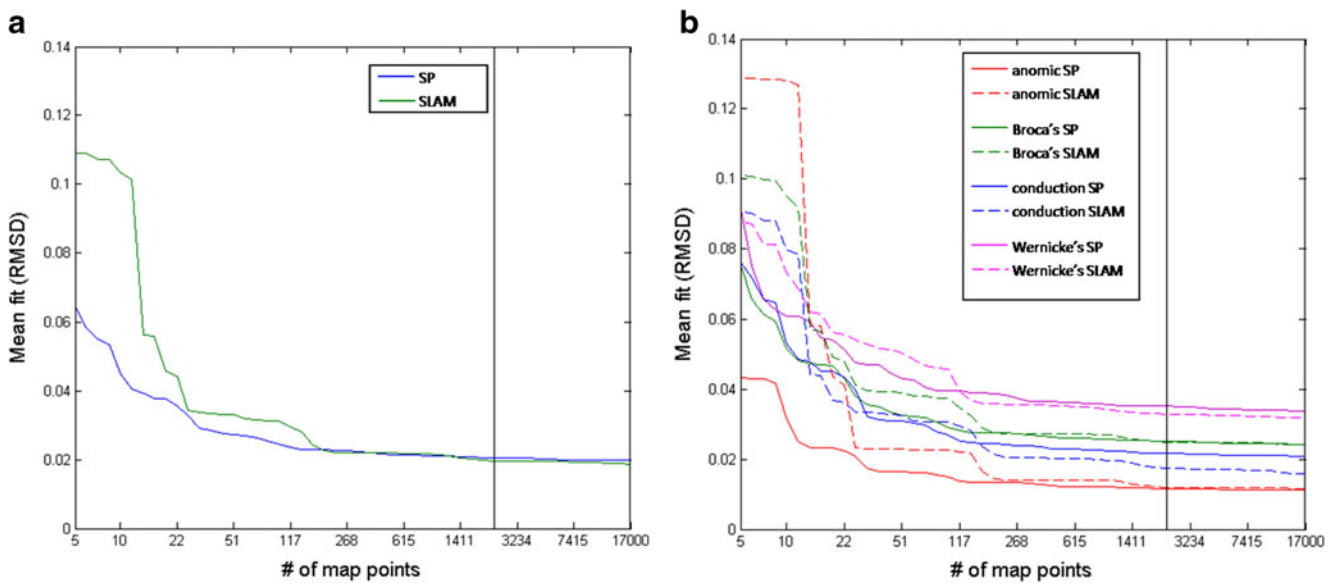 a
0.14
0.12
0.1
0.08
0.06
0.04
0.02
0
Mean fit (RMSD)
SP
SLAM
5 10 22 51 117 268 615 1411 3234 7415 17000
# of map points
b
0.14
0.12
0.1
0.08
0.06
0.04
0.02
0
Mean fit (RMSD)
anomic SP
anomic SLAM
Broca's SP
Broca's SLAM
conduction SP
conduction SLAM
Wernicke's SP
Wernicke's SLAM
5 10 22 51 117 268 615 1411 3234 7415 17000
# of map points